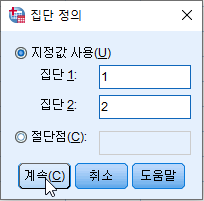 집단 정의
지정값 사용(U)
집단 1: 1
집단 2: 2
절단점(C):
계속(C) 취소 도움말